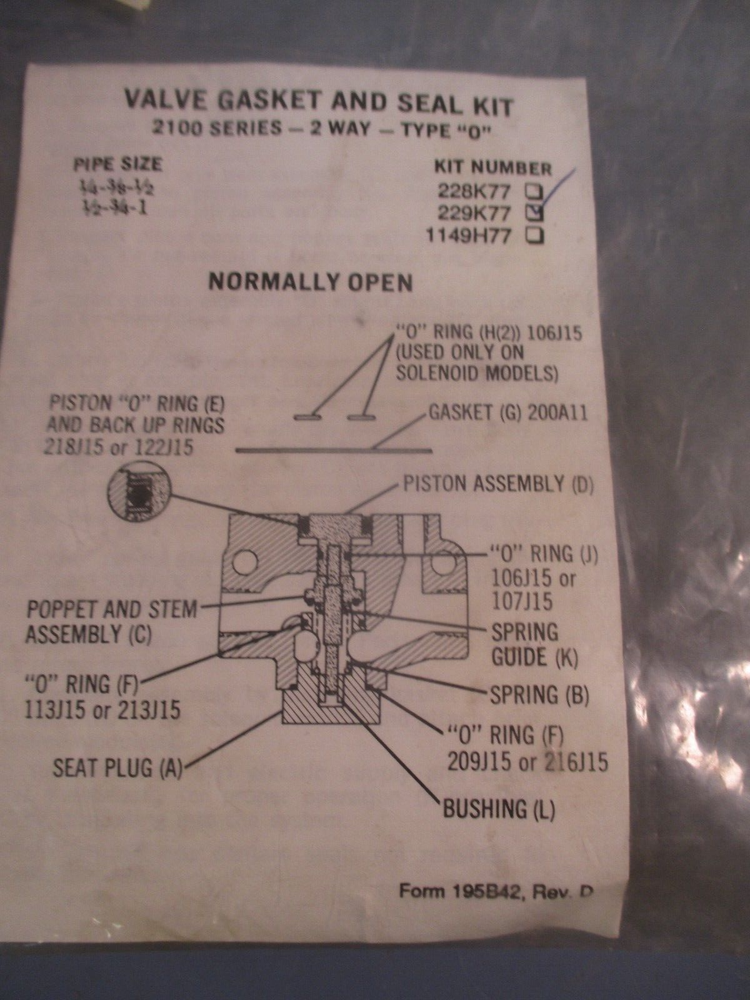 VALVE GASKET AND SEAL KIT
2100 SERIES – 2 WAY – TYPE "O"
PIPE SIZE
KIT NUMBER
¼-⅜-½
228K77
½-¾-1
229K77
1149H77
NORMALLY OPEN
"O" RING (H(2)) 106J15
(USED ONLY ON
SOLENOID MODELS)
PISTON "O" RING (E)
AND BACK UP RINGS
218J15 or 122J15
GASKET (G) 200A11
PISTON ASSEMBLY (D)
"O" RING (J)
106J15 or
107J15
POPPET AND STEM
ASSEMBLY (C)
SPRING
GUIDE (K)
"O" RING (F)
113J15 or 213J15
SPRING (B)
"O" RING (F)
209J15 or 216J15
SEAT PLUG (A)
BUSHING (L)
Form 195B42, Rev. D